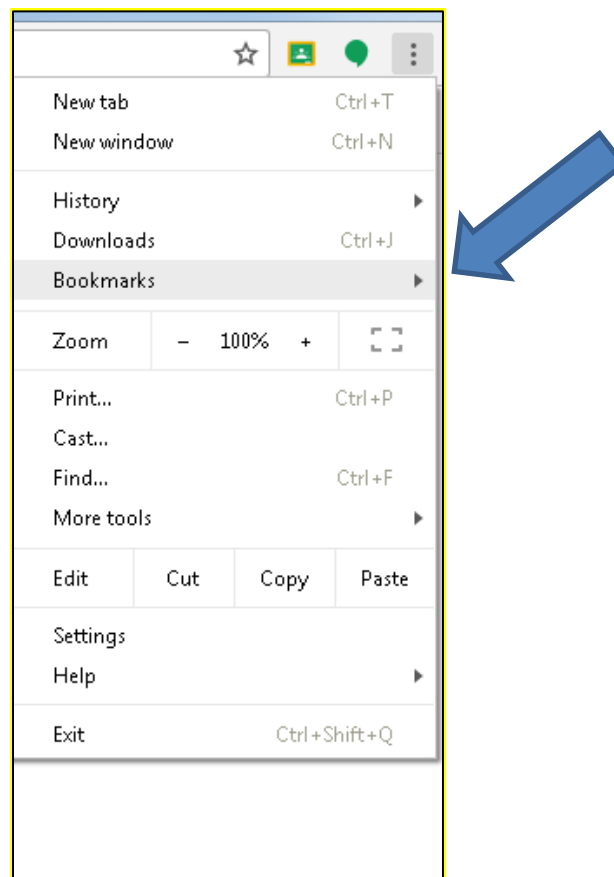 New tab Ctrl+T
New window Ctrl+N
History
Downloads Ctrl+J
Bookmarks
Zoom − 100% +
Print... Ctrl+P
Cast...
Find... Ctrl+F
More tools
Edit Cut Copy Paste
Settings
Help
Exit Ctrl+Shift+Q